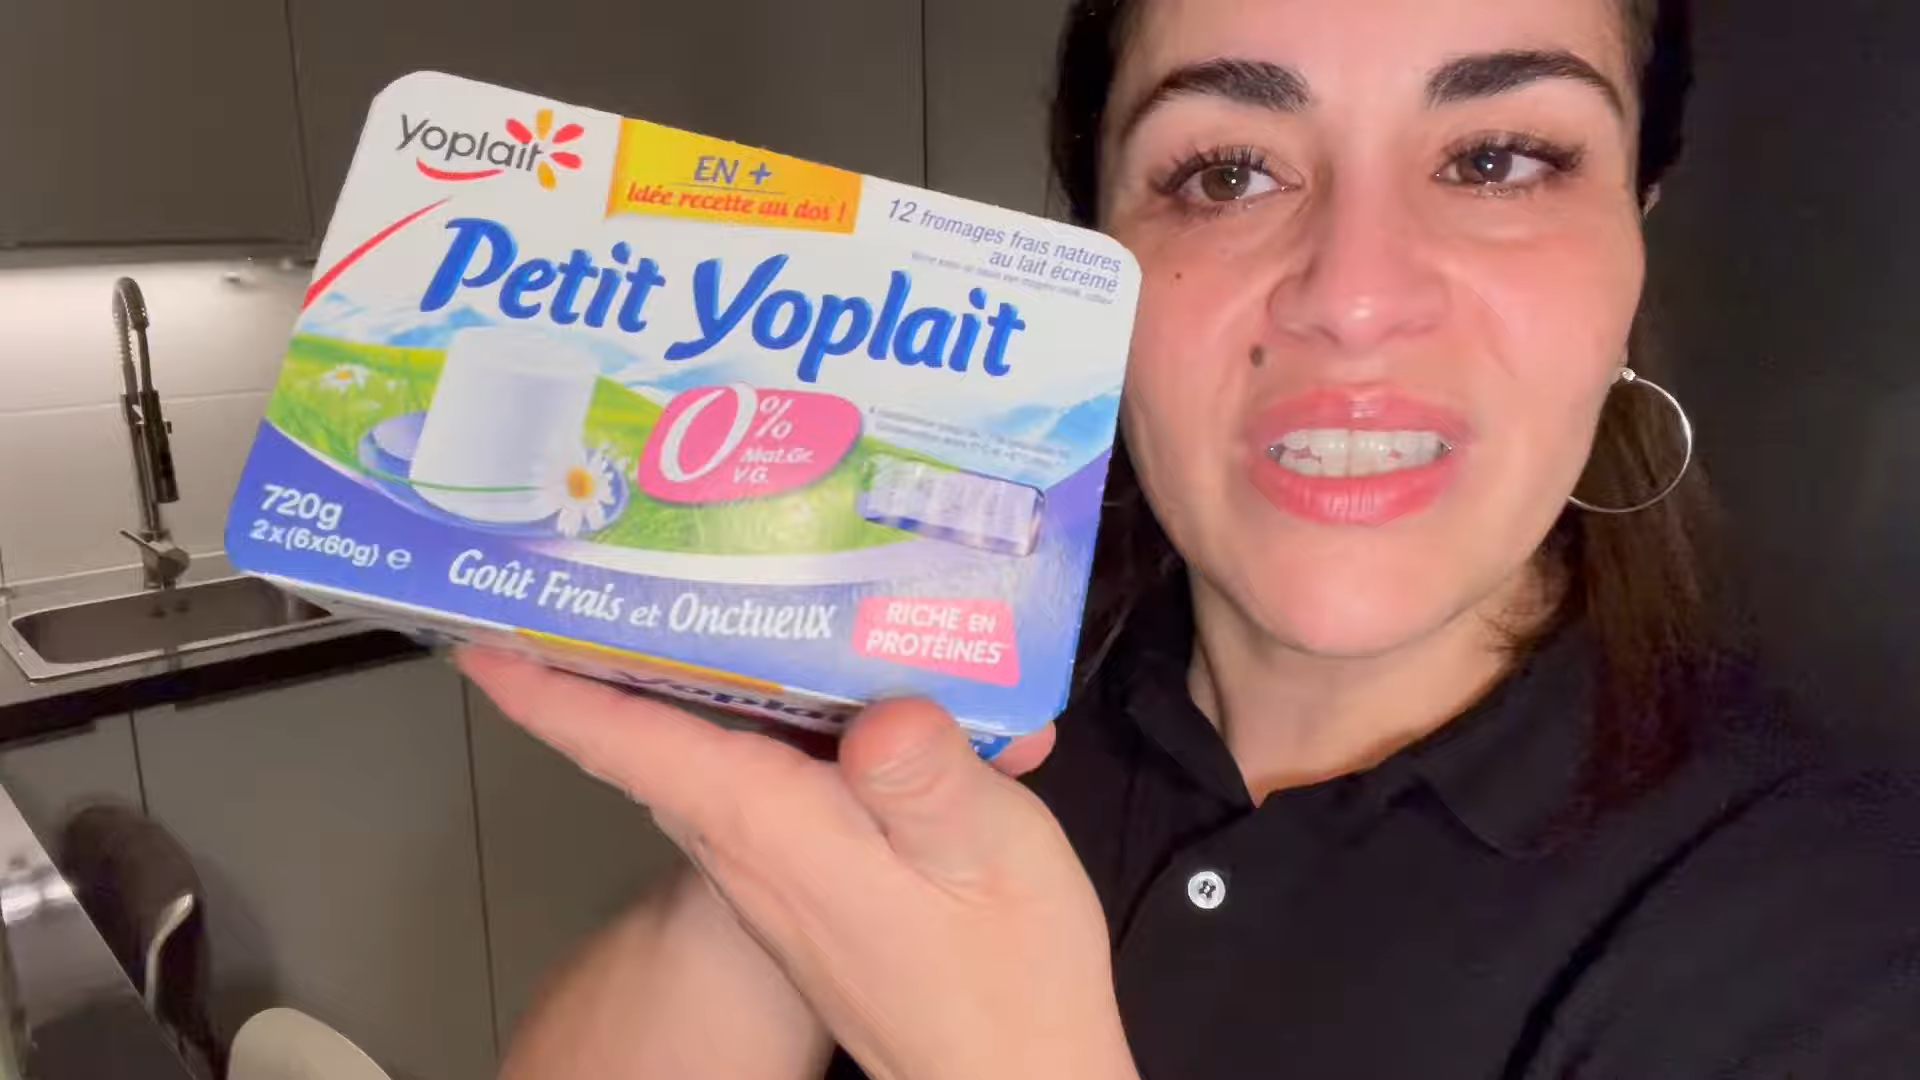 yoplait
EN +
Idée recette au dos !
12 fromages frais natures
au lait écrémé
Petit Yoplait
0%
Mat.Gr.
V.G.
720g
2x(6x60g) e
Goût Frais et Onctueux
RICHE EN
PROTÉINES
yoplait